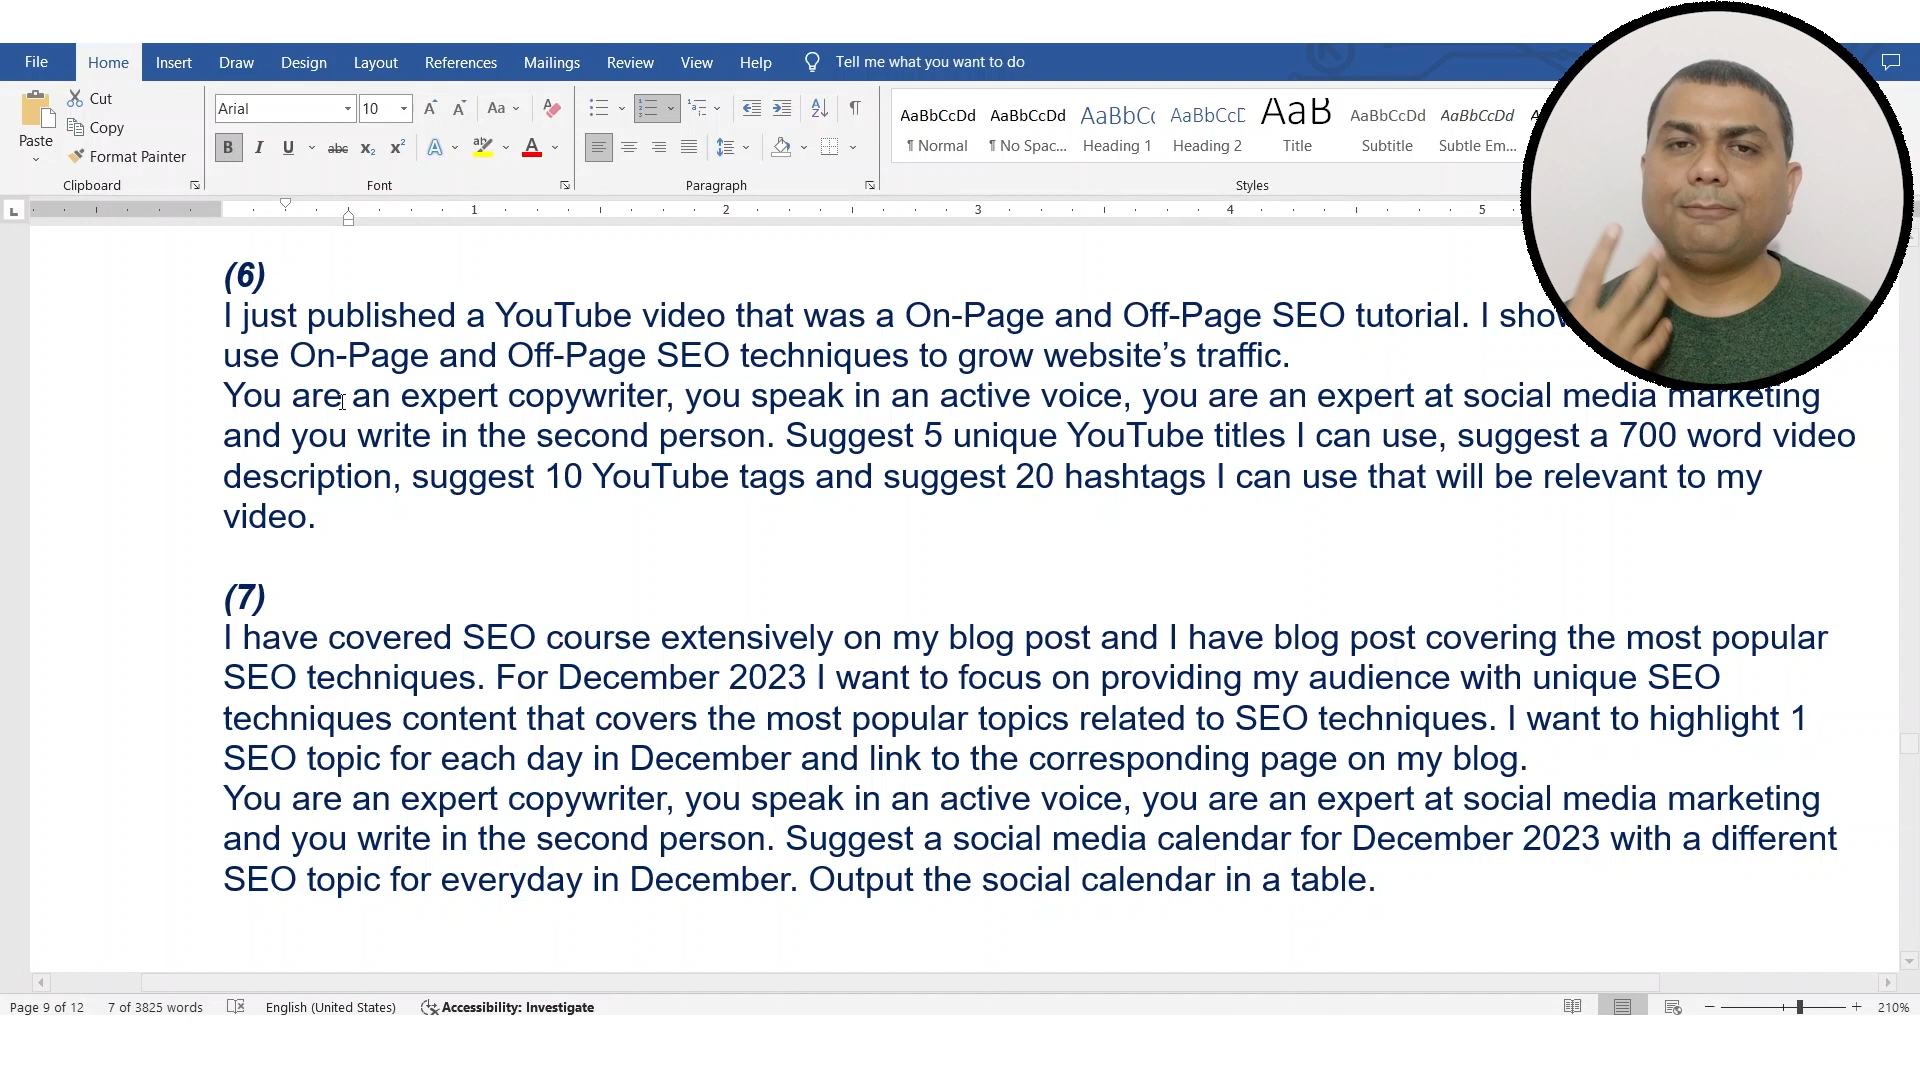 File Home Insert Draw Design Layout References Mailings Review View Help Tell me what you want to do
Paste
Cut
Copy
Format Painter
Arial 10 Aa
B I U abc x₂ x² A A
AaBbCcDd AaBbCcDd AaBbCc AaBbCcD AaB AaBbCcDd AaBbCcDd
¶ Normal ¶ No Spac... Heading 1 Heading 2 Title Subtitle Subtle Em...
Clipboard Font Paragraph Styles
1 2 3 4 5
(6)
I just published a YouTube video that was a On-Page and Off-Page SEO tutorial. I
use On-Page and Off-Page SEO techniques to grow website’s traffic.
You are an expert copywriter, you speak in an active voice, you are an expert at social media marketing
and you write in the second person. Suggest 5 unique YouTube titles I can use, suggest a 700 word video
description, suggest 10 YouTube tags and suggest 20 hashtags I can use that will be relevant to my
video.
(7)
I have covered SEO course extensively on my blog post and I have blog post covering the most popular
SEO techniques. For December 2023 I want to focus on providing my audience with unique SEO
techniques content that covers the most popular topics related to SEO techniques. I want to highlight 1
SEO topic for each day in December and link to the corresponding page on my blog.
You are an expert copywriter, you speak in an active voice, you are an expert at social media marketing
and you write in the second person. Suggest a social media calendar for December 2023 with a different
SEO topic for everyday in December. Output the social calendar in a table.
Page 9 of 12 7 of 3825 words English (United States) Accessibility: Investigate 210%